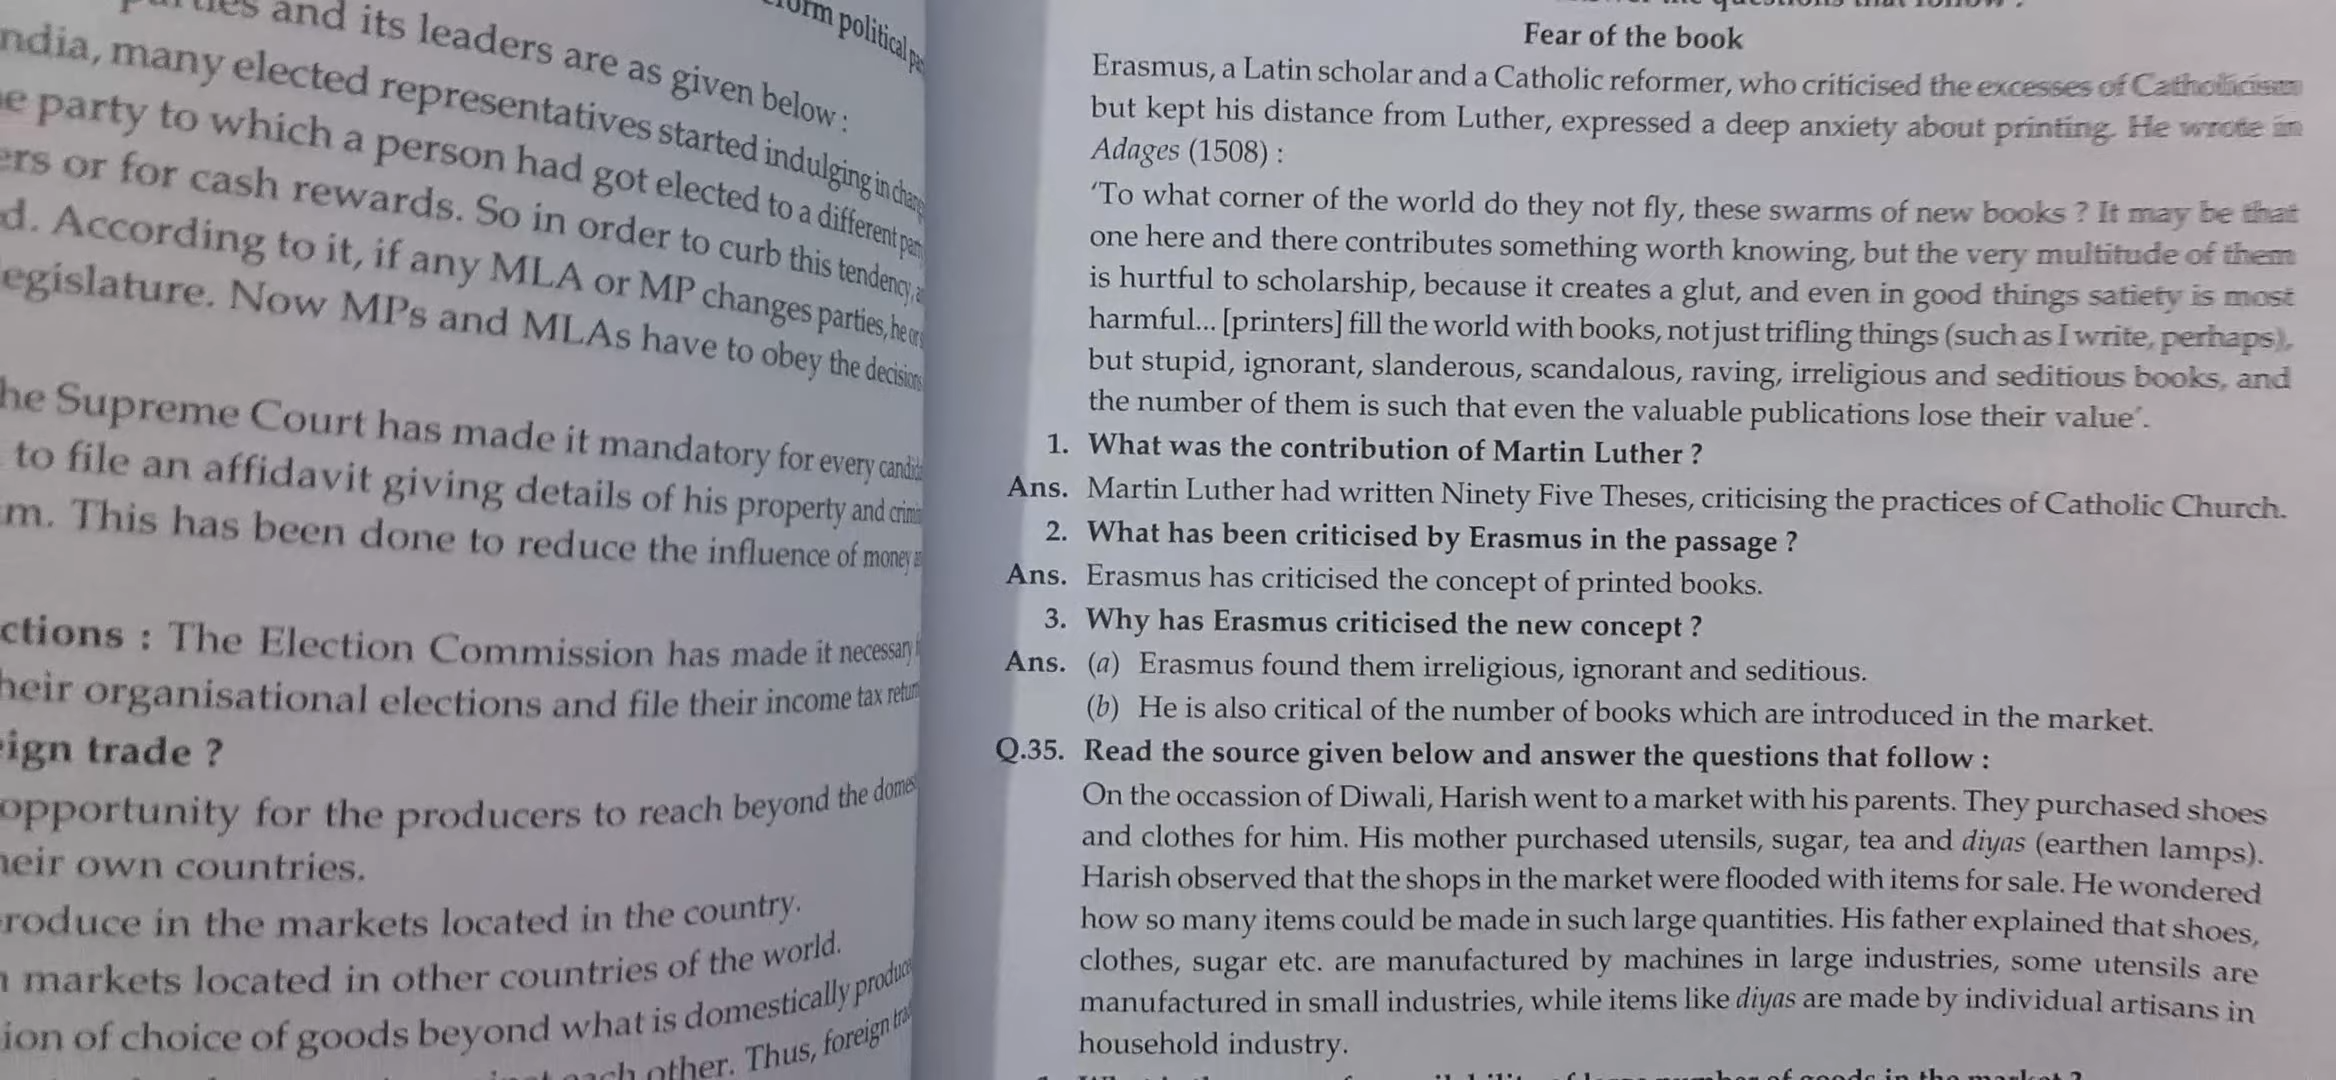 and its leaders are as given below :
ndia, many elected representatives started indulging in
e party to which a person had got elected to a different
ers or for cash rewards. So in order to curb this tendency,
d. According to it, if any MLA or MP changes parties, he or
egislature. Now MPs and MLAs have to obey the decisions
he Supreme Court has made it mandatory for every
to file an affidavit giving details of his property and
m. This has been done to reduce the influence of money
ctions : The Election Commission has made it necessary
heir organisational elections and file their income tax
ign trade ?
opportunity for the producers to reach beyond the
heir own countries.
roduce in the markets located in the country.
markets located in other countries of the world.
ion of choice of goods beyond what is domestically
each other. Thus, foreign
Fear of the book
Erasmus, a Latin scholar and a Catholic reformer, who criticised the excesses of Catholicism
but kept his distance from Luther, expressed a deep anxiety about printing. He wrote in
Adages (1508) :
'To what corner of the world do they not fly, these swarms of new books ? It may be that
one here and there contributes something worth knowing, but the very multitude of them
is hurtful to scholarship, because it creates a glut, and even in good things satiety is most
harmful... [printers] fill the world with books, not just trifling things (such as I write, perhaps),
but stupid, ignorant, slanderous, scandalous, raving, irreligious and seditious books, and
the number of them is such that even the valuable publications lose their value'.
1. What was the contribution of Martin Luther ?
Ans. Martin Luther had written Ninety Five Theses, criticising the practices of Catholic Church.
2. What has been criticised by Erasmus in the passage ?
Ans. Erasmus has criticised the concept of printed books.
3. Why has Erasmus criticised the new concept ?
Ans. (a) Erasmus found them irreligious, ignorant and seditious.
(b) He is also critical of the number of books which are introduced in the market.
Q.35. Read the source given below and answer the questions that follow :
On the occassion of Diwali, Harish went to a market with his parents. They purchased shoes
and clothes for him. His mother purchased utensils, sugar, tea and diyas (earthen lamps).
Harish observed that the shops in the market were flooded with items for sale. He wondered
how so many items could be made in such large quantities. His father explained that shoes,
clothes, sugar etc. are manufactured by machines in large industries, some utensils are
manufactured in small industries, while items like diyas are made by individual artisans in
household industry.